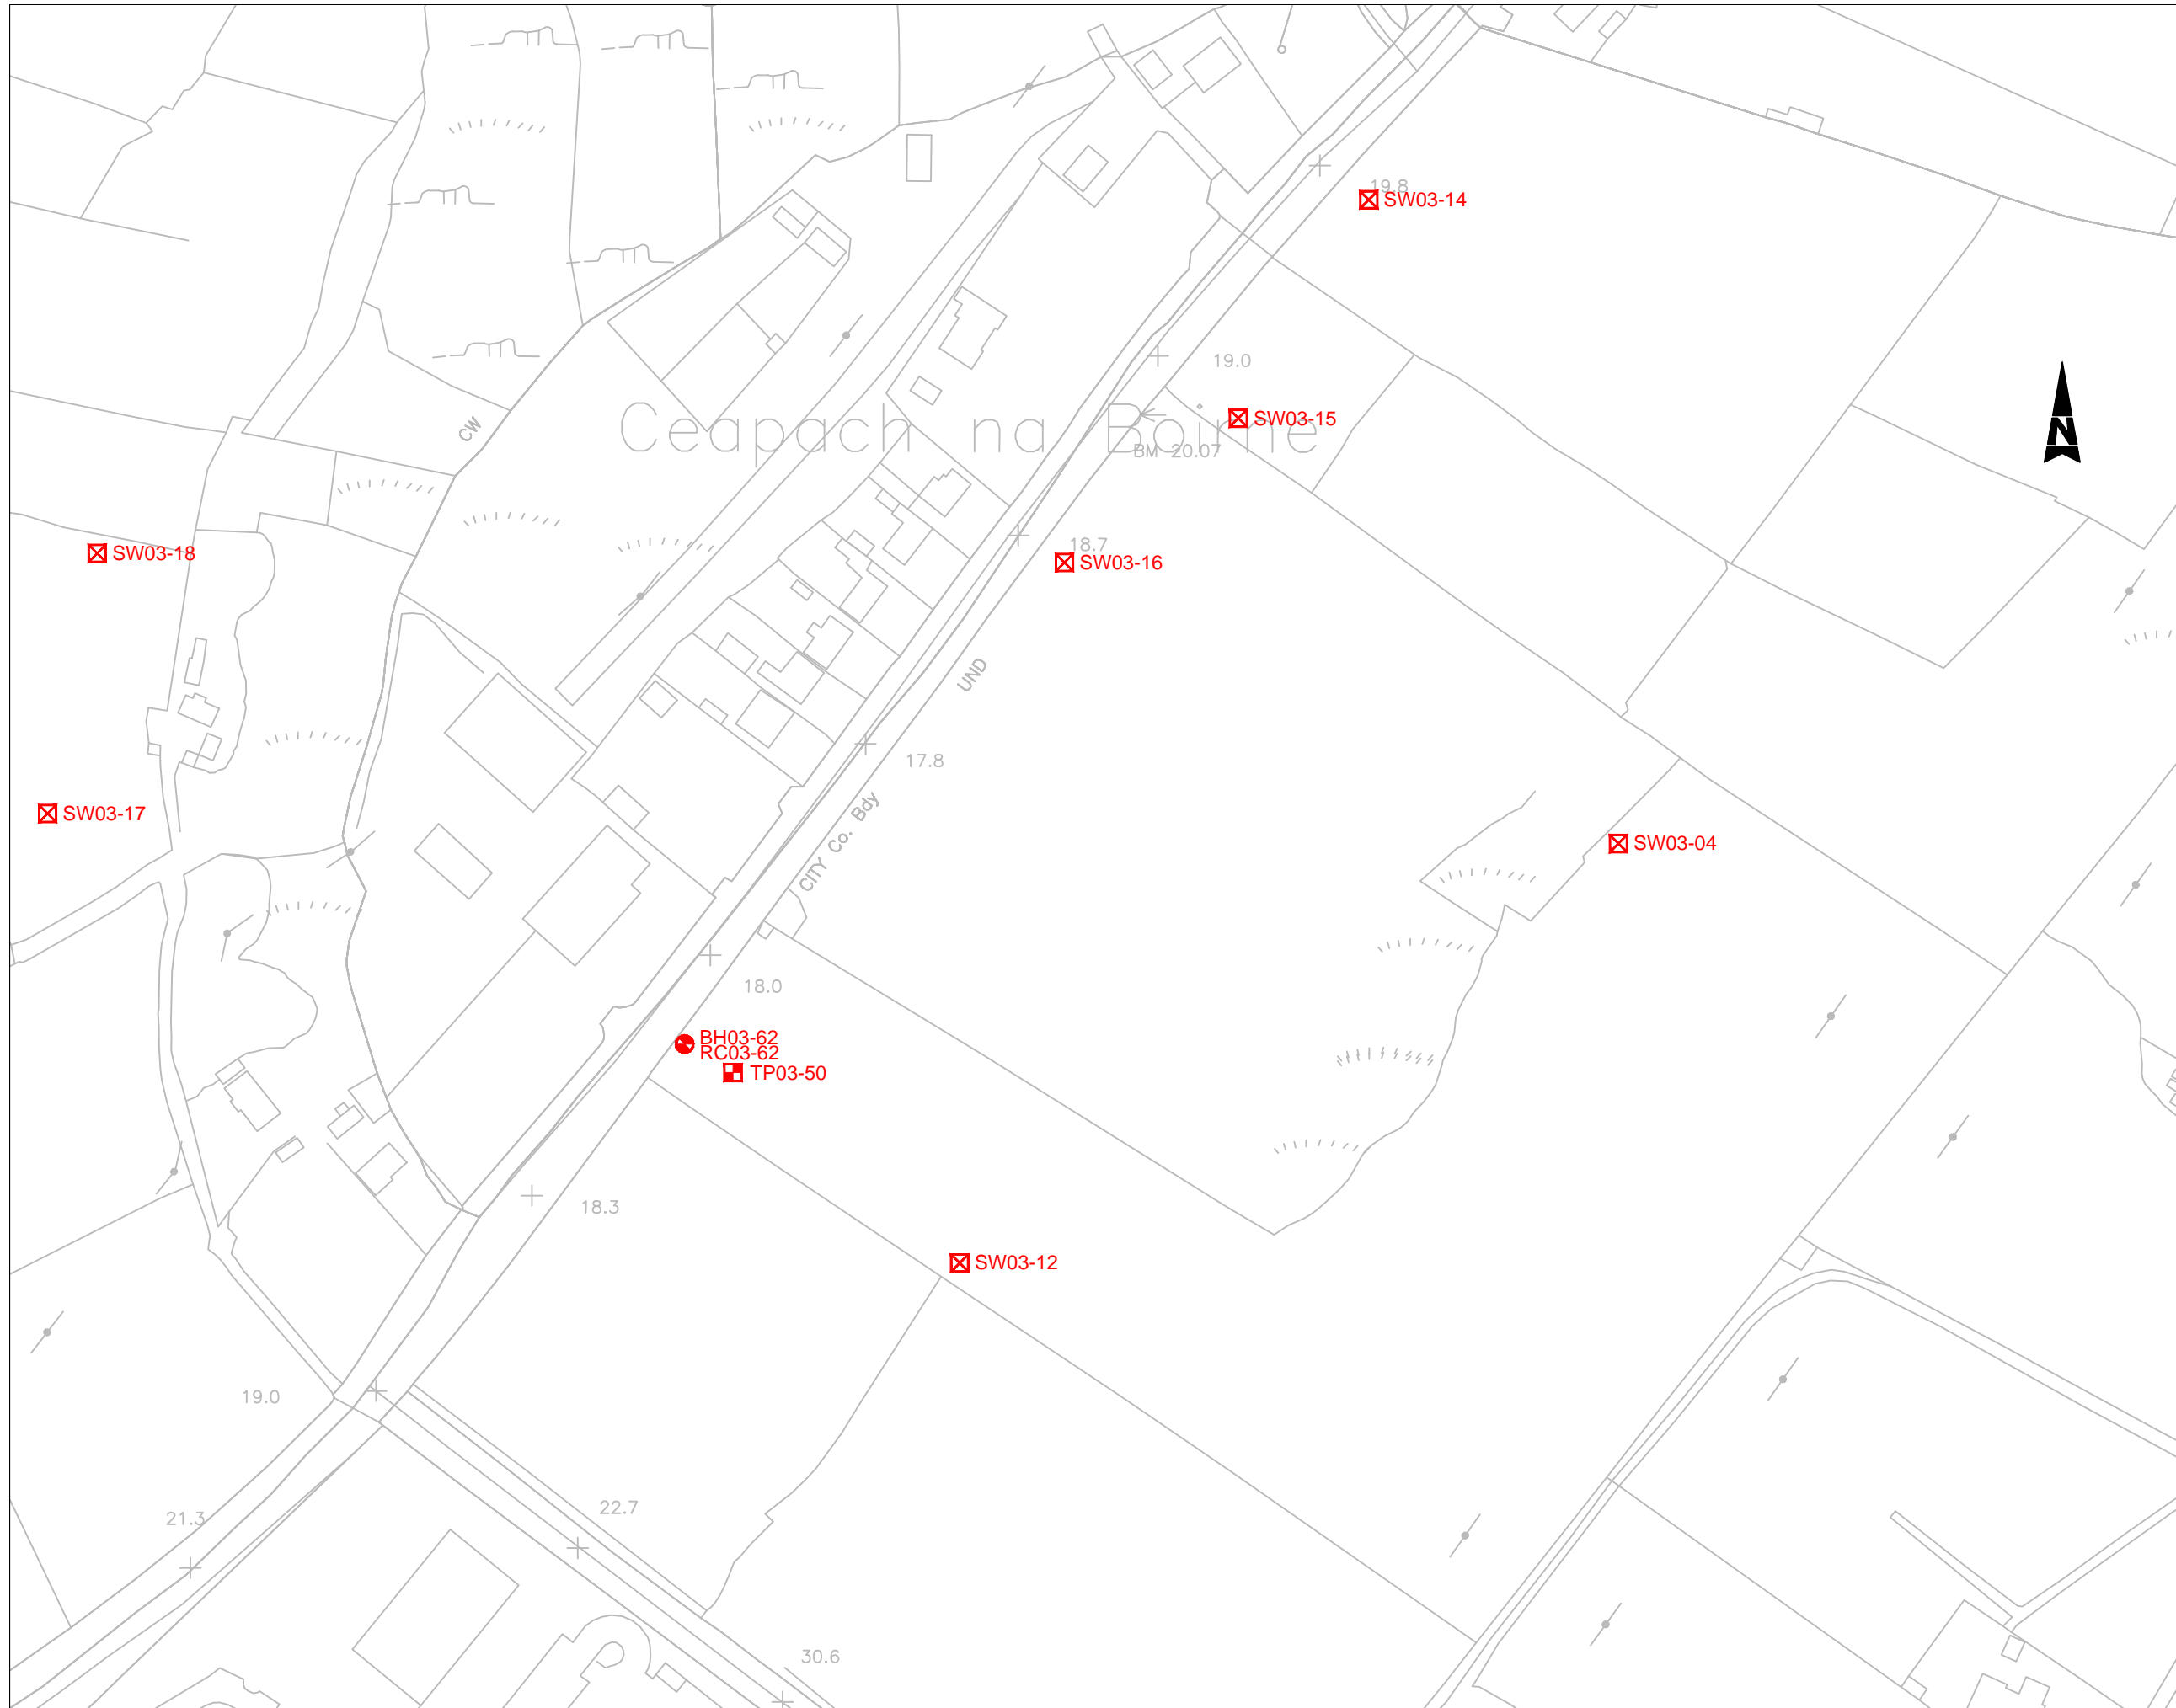 19.8
SW03-14
19.0
SW03-15
Ceapach na Boinne
CW
BM 20.07
N
18.7
SW03-18
SW03-16
UND
17.8
CITY Co. Bdy
SW03-17
SW03-04
18.0
BH03-62
RC03-62
TP03-50
18.3
SW03-12
19.0
22.7
21.3
30.6